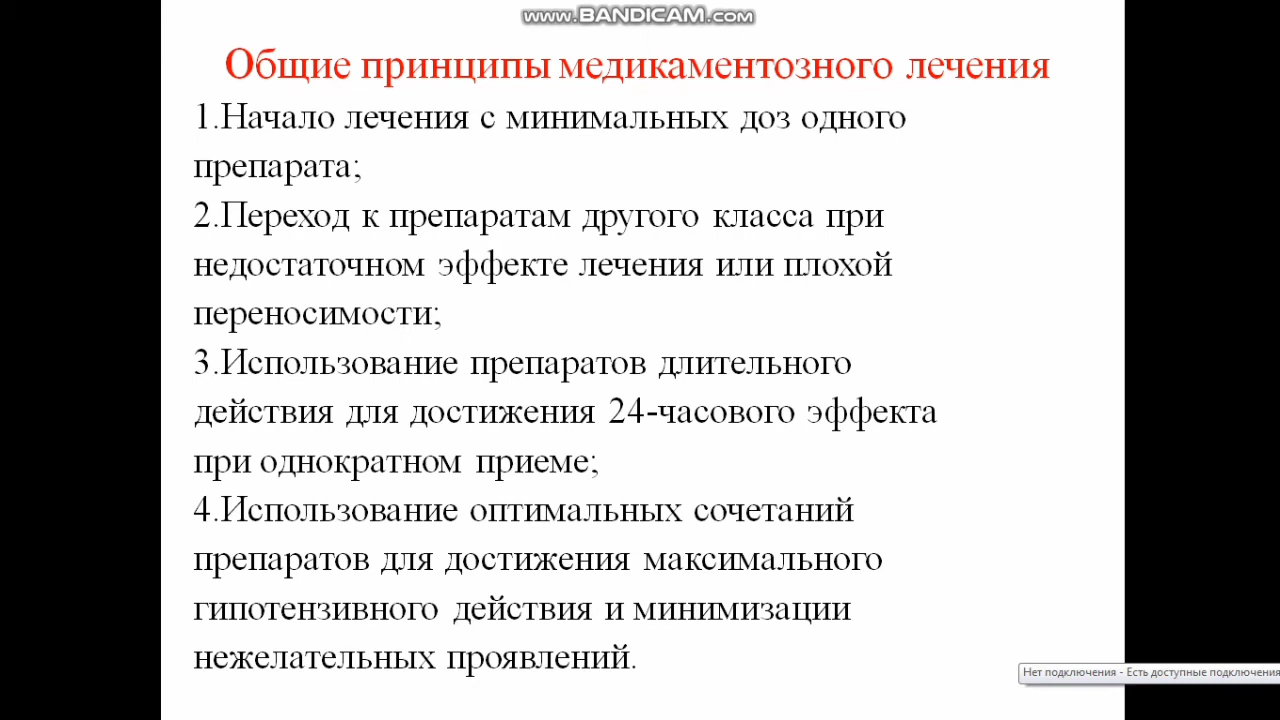 www.BANDICAM.com
Общие принципы медикаментозного лечения
1.Начало лечения с минимальных доз одного
препарата;
2.Переход к препаратам другого класса при
недостаточном эффекте лечения или плохой
переносимости;
3.Использование препаратов длительного
действия для достижения 24-часового эффекта
при однократном приеме;
4.Использование оптимальных сочетаний
препаратов для достижения максимального
гипотензивного действия и минимизации
нежелательных проявлений.
Нет подключения - Есть доступные подключения